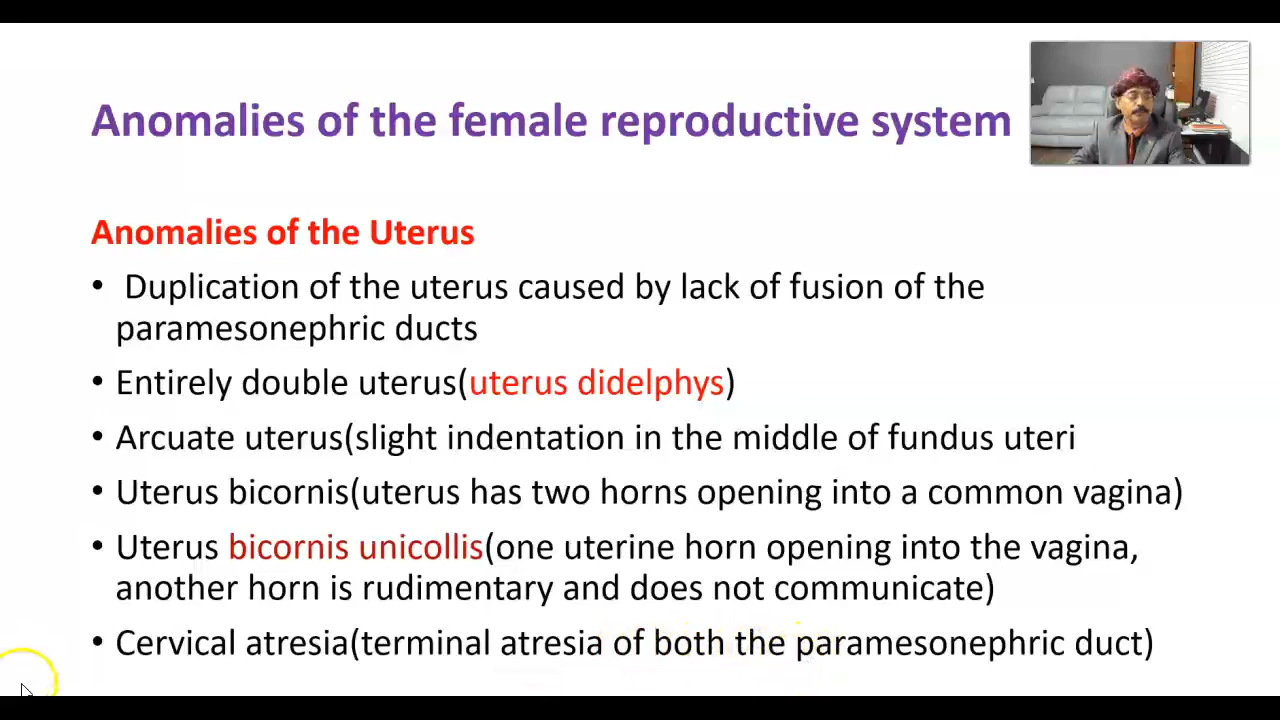 Anomalies of the female reproductive system
Anomalies of the Uterus
• Duplication of the uterus caused by lack of fusion of the
paramesonephric ducts
• Entirely double uterus(uterus didelphys)
• Arcuate uterus(slight indentation in the middle of fundus uteri
• Uterus bicornis(uterus has two horns opening into a common vagina)
• Uterus bicornis unicollis(one uterine horn opening into the vagina,
another horn is rudimentary and does not communicate)
• Cervical atresia(terminal atresia of both the paramesonephric duct)